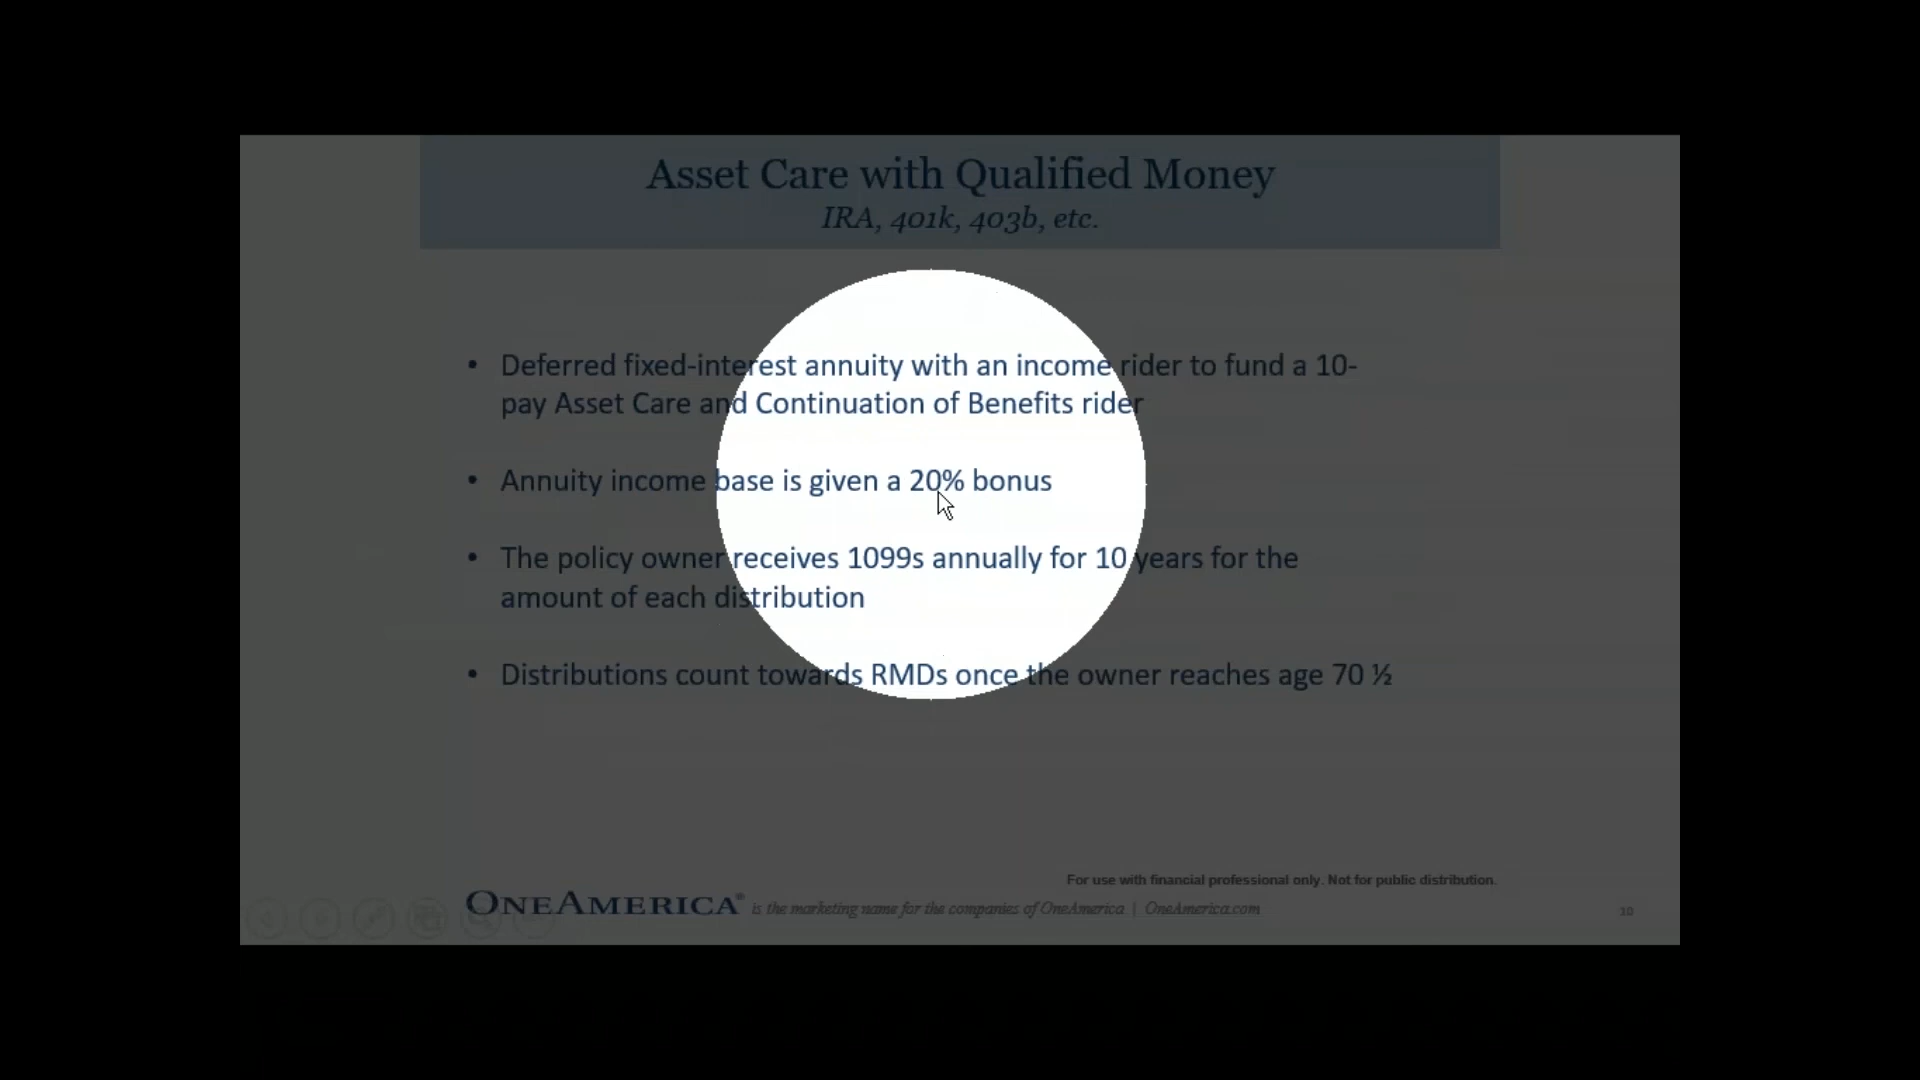 Asset Care with Qualified Money
IRA, 401k, 403b, etc.
• Deferred fixed-interest annuity with an income rider to fund a 10-
pay Asset Care and Continuation of Benefits rider
• Annuity income base is given a 20% bonus
• The policy owner receives 1099s annually for 10 years for the
amount of each distribution
• Distributions count towards RMDs once the owner reaches age 70 ½
For use with financial professional only. Not for public distribution.
ONEAMERICA® is the marketing name for the companies of OneAmerica | OneAmerica.com
10